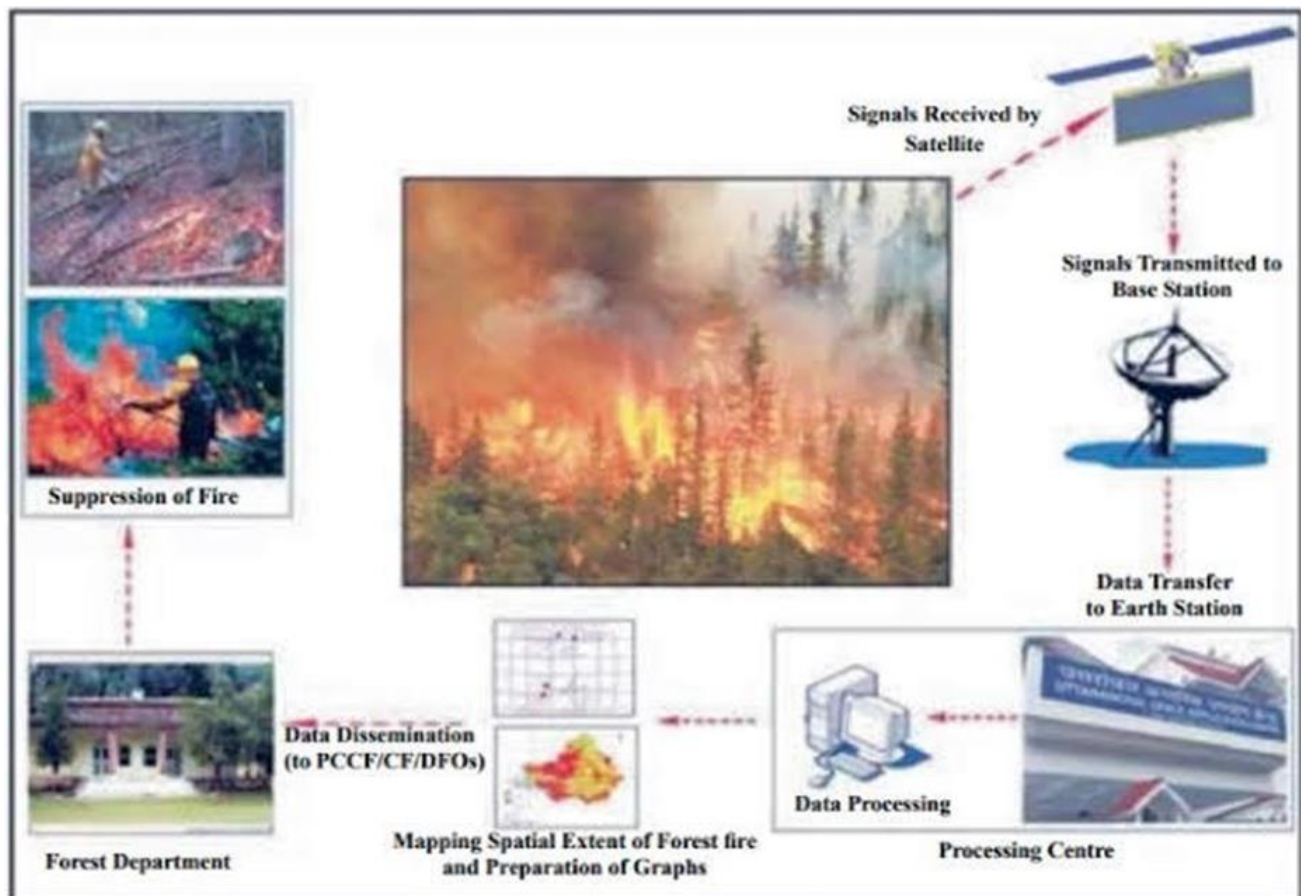 Signals Received by
Satellite
Signals Transmitted to
Base Station
Data Transfer
to Earth Station
Suppression of Fire
Data Dissemination
(to PCCF/CF/DFOs)
Data Processing
Mapping Spatial Extent of Forest fire
and Preparation of Graphs
Processing Centre
Forest Department